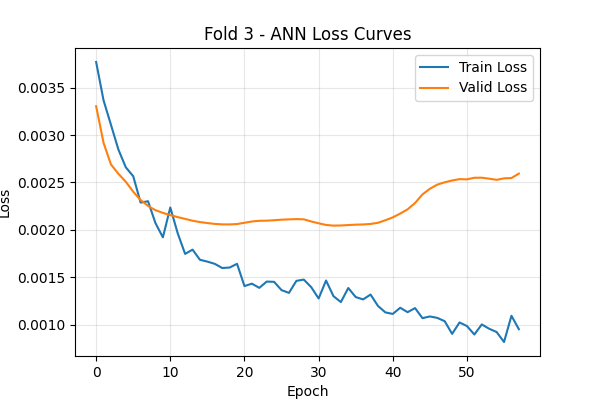 Fold 3 - ANN Loss Curves
Train Loss
Valid Loss
0.0035
0.0030
0.0025
0.0020
0.0015
0.0010
Loss
0 10 20 30 40 50
Epoch